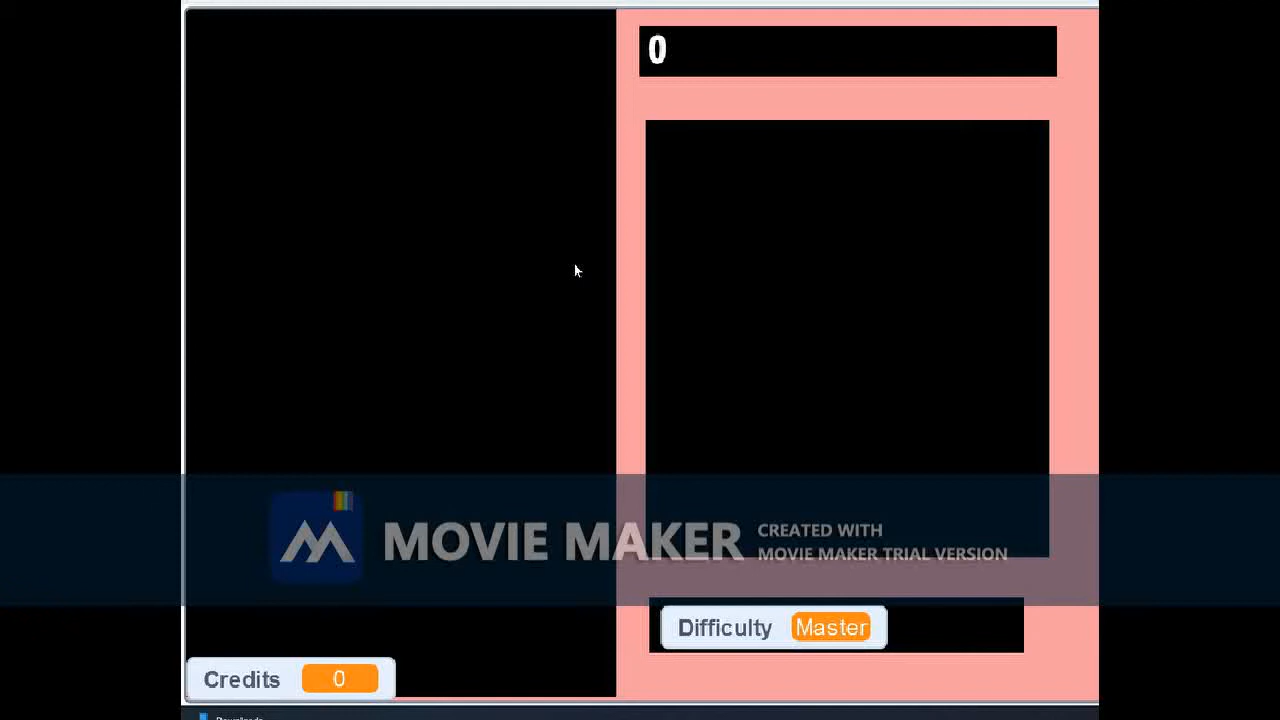 0
MOVIE MAKER
CREATED WITH
MOVIE MAKER TRIAL VERSION
Difficulty Master
Credits 0